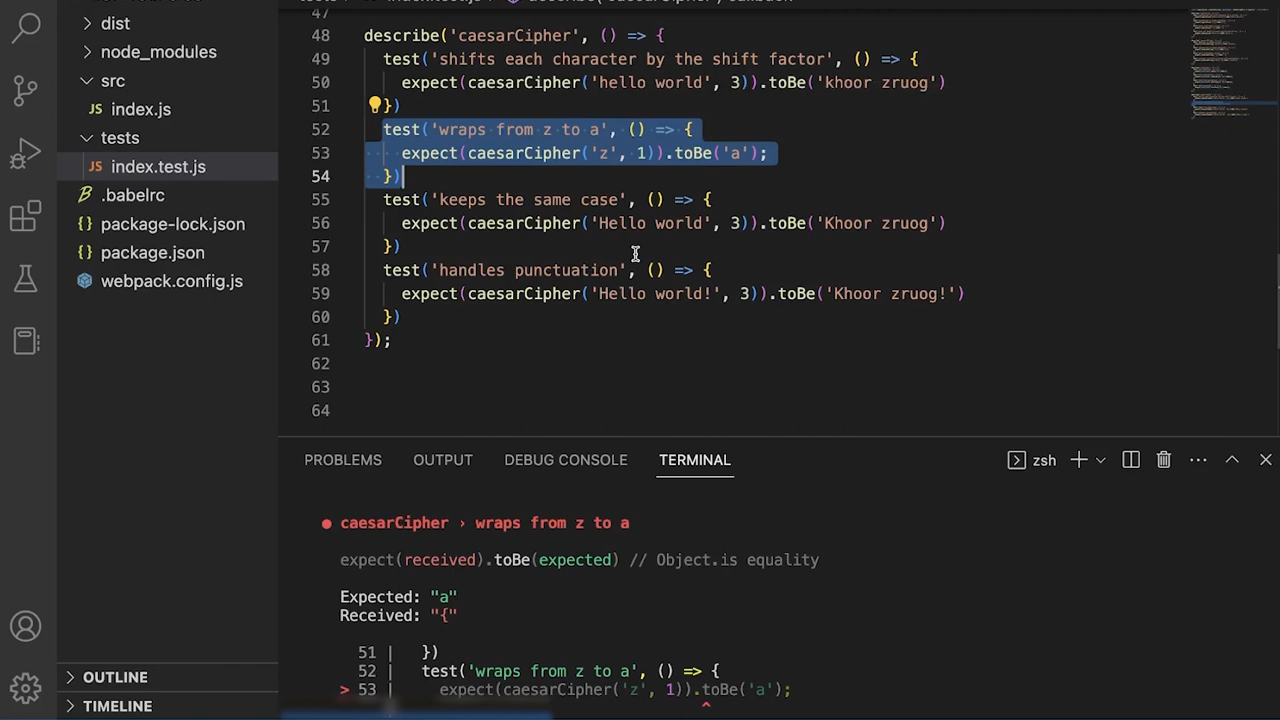 dist
node_modules
src
index.js
tests
index.test.js
.babelrc
package-lock.json
package.json
webpack.config.js
OUTLINE
TIMELINE
47
48 describe('caesarCipher', () => {
49 test('shifts each character by the shift factor', () => {
50 expect(caesarCipher('hello world', 3)).toBe('khoor zruog')
51 })
52 test('wraps from z to a', () => {
53 expect(caesarCipher('z', 1)).toBe('a');
54 })
55 test('keeps the same case', () => {
56 expect(caesarCipher('Hello world', 3)).toBe('Khoor zruog')
57 })
58 test('handles punctuation', () => {
59 expect(caesarCipher('Hello world!', 3)).toBe('Khoor zruog!')
60 })
61 });
62
63
64
PROBLEMS OUTPUT DEBUG CONSOLE TERMINAL zsh
● caesarCipher › wraps from z to a
expect(received).toBe(expected) // Object.is equality
Expected: "a"
Received: "{"
51 | })
52 | test('wraps from z to a', () => {
> 53 | expect(caesarCipher('z', 1)).toBe('a');
^